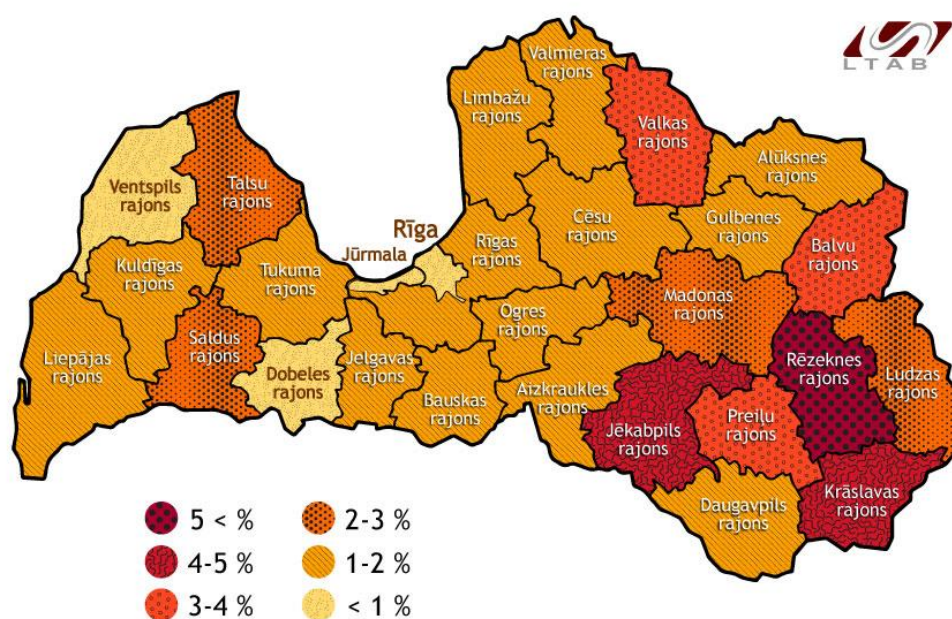 LTAB
Valmieras
rajons
Limbažu
rajons
Valkas
rajons
Alūksnes
rajons
Ventspils
rajons
Talsu
rajons
Rīga
Jūrmala
Rīgas
rajons
Cēsu
rajons
Gulbenes
rajons
Balvu
rajons
Kuldīgas
rajons
Tukuma
rajons
Madonas
rajons
Ogres
rajons
Saldus
rajons
Liepājas
rajons
Dobeles
rajons
Jelgavas
rajons
Bauskas
rajons
Aizkraukles
rajons
Rēzeknes
rajons
Ludzas
rajons
Jēkabpils
rajons
Preiļu
rajons
Daugavpils
rajons
Krāslavas
rajons
5 < %
4-5 %
3-4 %
2-3 %
1-2 %
< 1 %